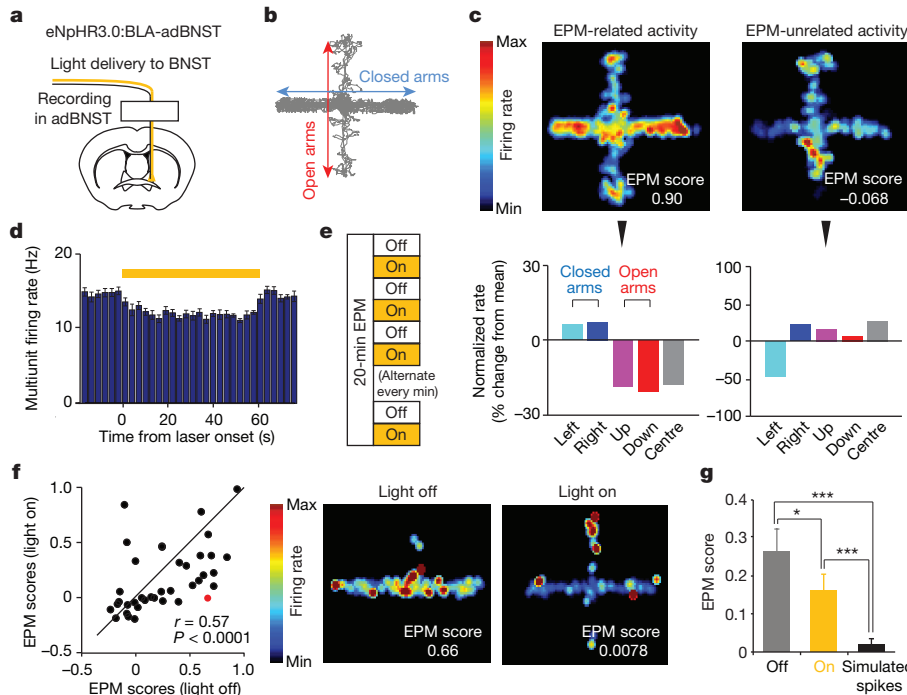 a
eNpHR3.0:BLA-adBNST
Light delivery to BNST
Recording
in adBNST
b
Closed arms
Open arms
c
EPM-related activity
EPM-unrelated activity
Max
Firing rate
Min
EPM score
0.90
EPM score
−0.068
Normalized rate
(% change from mean)
30
0
−30
Closed
arms
Open
arms
Left
Right
Up
Down
Centre
100
50
0
−50
−100
Left
Right
Up
Down
Centre
d
Multiunit firing rate (Hz)
20
10
0
0
20
40
60
Time from laser onset (s)
e
20-min EPM
Off
On
Off
On
Off
On
(Alternate
every min)
Off
On
f
EPM scores (light on)
1.0
0.5
0
−0.5
−0.5
0
0.5
1.0
EPM scores (light off)
r = 0.57
P < 0.0001
Max
Firing rate
Min
Light off
EPM score
0.66
Light on
EPM score
0.0078
g
EPM score
0.4
0.3
0.2
0.1
0
***
*
***
Off
On
Simulated
spikes